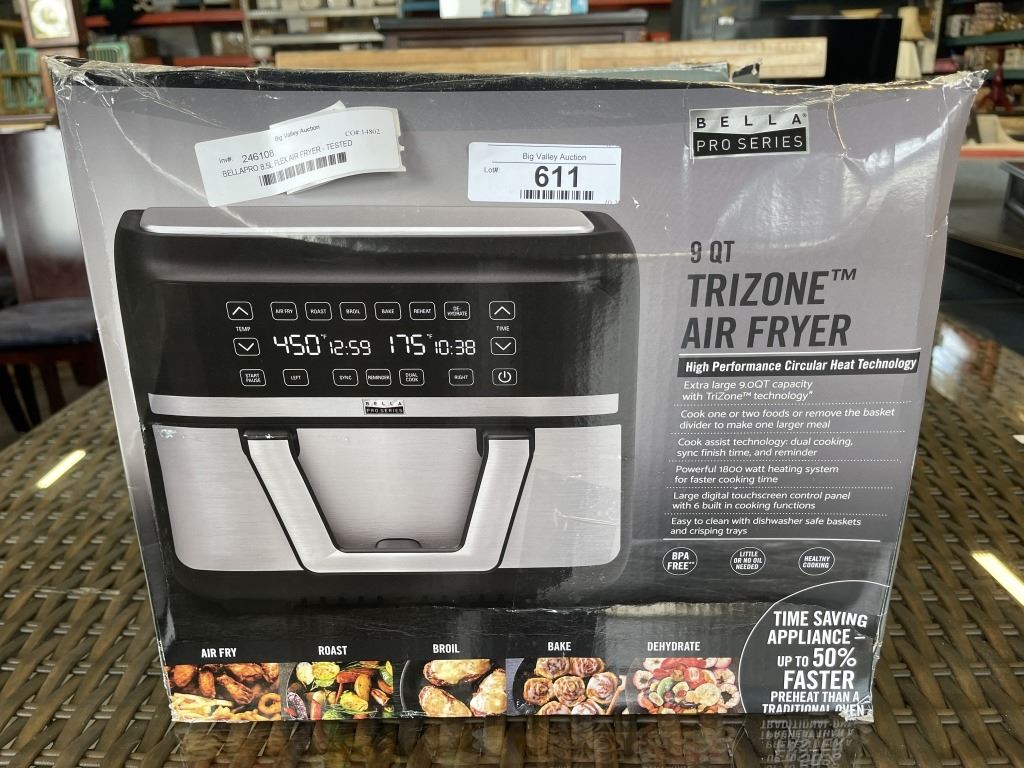 Big Valley Auction
Inv#: 246108
CO#:14802
BELLAPRO 8.5L FLEX AIR FRYER - TESTED
Big Valley Auction
Lot#: 611
BELLA®
PRO SERIES
9 QT
TRIZONE™
AIR FRYER
High Performance Circular Heat Technology
Extra large 9.0QT capacity
with TriZone™ technology*
Cook one or two foods or remove the basket
divider to make one larger meal
Cook assist technology: dual cooking,
sync finish time, and reminder
Powerful 1800 watt heating system
for faster cooking time
Large digital touchscreen control panel
with 6 built in cooking functions
Easy to clean with dishwasher safe baskets
and crisping trays
BPA
FREE**
LITTLE
OR NO OIL
NEEDED
HEALTHY
COOKING
AIR FRY ROAST BROIL BAKE REHEAT DE-
HYDRATE
TEMP
TIME
450°F 12:59 175°F 10:38
START
PAUSE
LEFT SYNC REMINDER DUAL
COOK
RIGHT
BELLA
PRO SERIES
AIR FRY ROAST BROIL BAKE DEHYDRATE
TIME SAVING
APPLIANCE –
UP TO 50%
FASTER
PREHEAT THAN A
TRADITIONAL OVEN